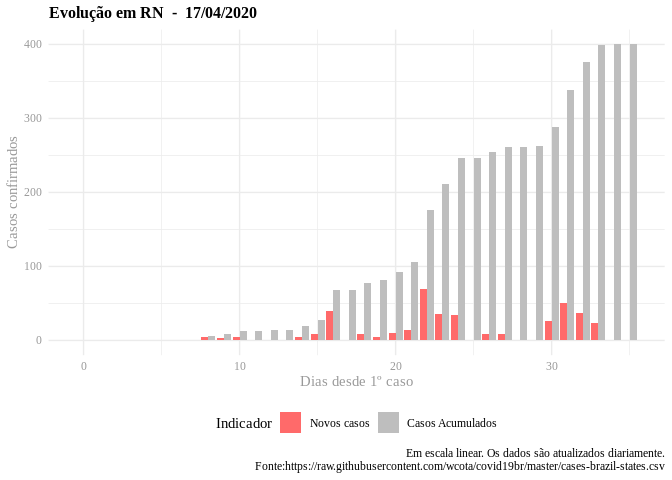 Evolução em RN  -  17/04/2020
Casos confirmados
400
300
200
100
0
0
10
20
30
Dias desde 1º caso
Indicador
Novos casos
Casos Acumulados
Em escala linear. Os dados são atualizados diariamente.
Fonte:https://raw.githubusercontent.com/wcota/covid19br/master/cases-brazil-states.csv